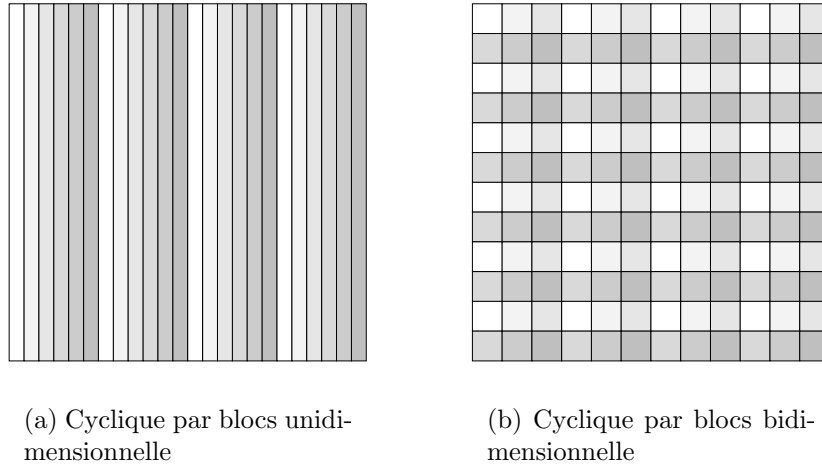 (a) Cyclique par blocs unidi-
mensionnelle
(b) Cyclique par blocs bidi-
mensionnelle